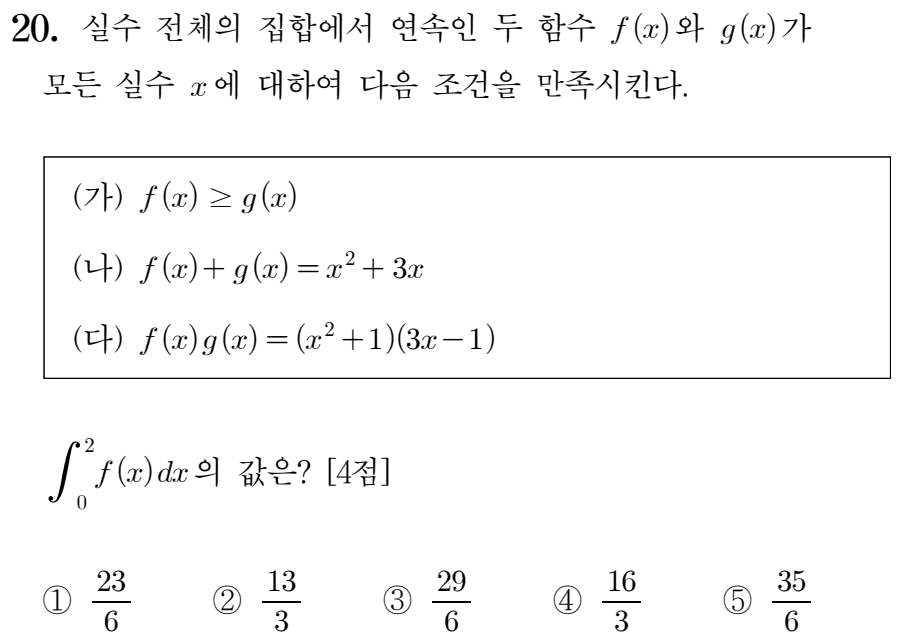 20. 실수 전체의 집합에서 연속인 두 함수 f(x)와 g(x)가
모든 실수 x에 대하여 다음 조건을 만족시킨다.
(가) f(x) ≥ g(x)
(나) f(x) + g(x) = x² + 3x
(다) f(x)g(x) = (x² + 1)(3x − 1)
∫₀² f(x)dx의 값은? [4점]
① 23/6 ② 13/3 ③ 29/6 ④ 16/3 ⑤ 35/6